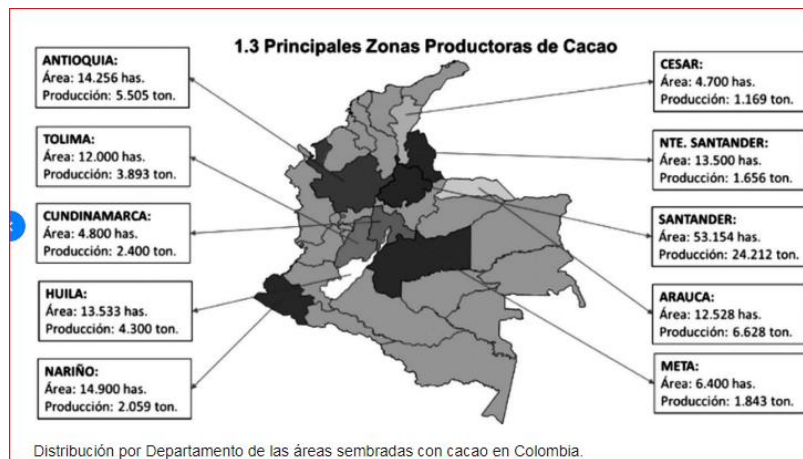 1.3 Principales Zonas Productoras de Cacao
ANTIOQUIA:
Área: 14.256 has.
Producción: 5.505 ton.
TOLIMA:
Área: 12.000 has.
Producción: 3.893 ton.
CUNDINAMARCA:
Área: 4.800 has.
Producción: 2.400 ton.
HUILA:
Área: 13.533 has.
Producción: 4.300 ton.
NARIÑO:
Área: 14.900 has.
Producción: 2.059 ton.
CESAR:
Área: 4.700 has.
Producción: 1.169 ton.
NTE. SANTANDER:
Área: 13.500 has.
Producción: 1.656 ton.
SANTANDER:
Área: 53.154 has.
Producción: 24.212 ton.
ARAUCA:
Área: 12.528 has.
Producción: 6.628 ton.
META:
Área: 6.400 has.
Producción: 1.843 ton.
Distribución por Departamento de las áreas sembradas con cacao en Colombia.